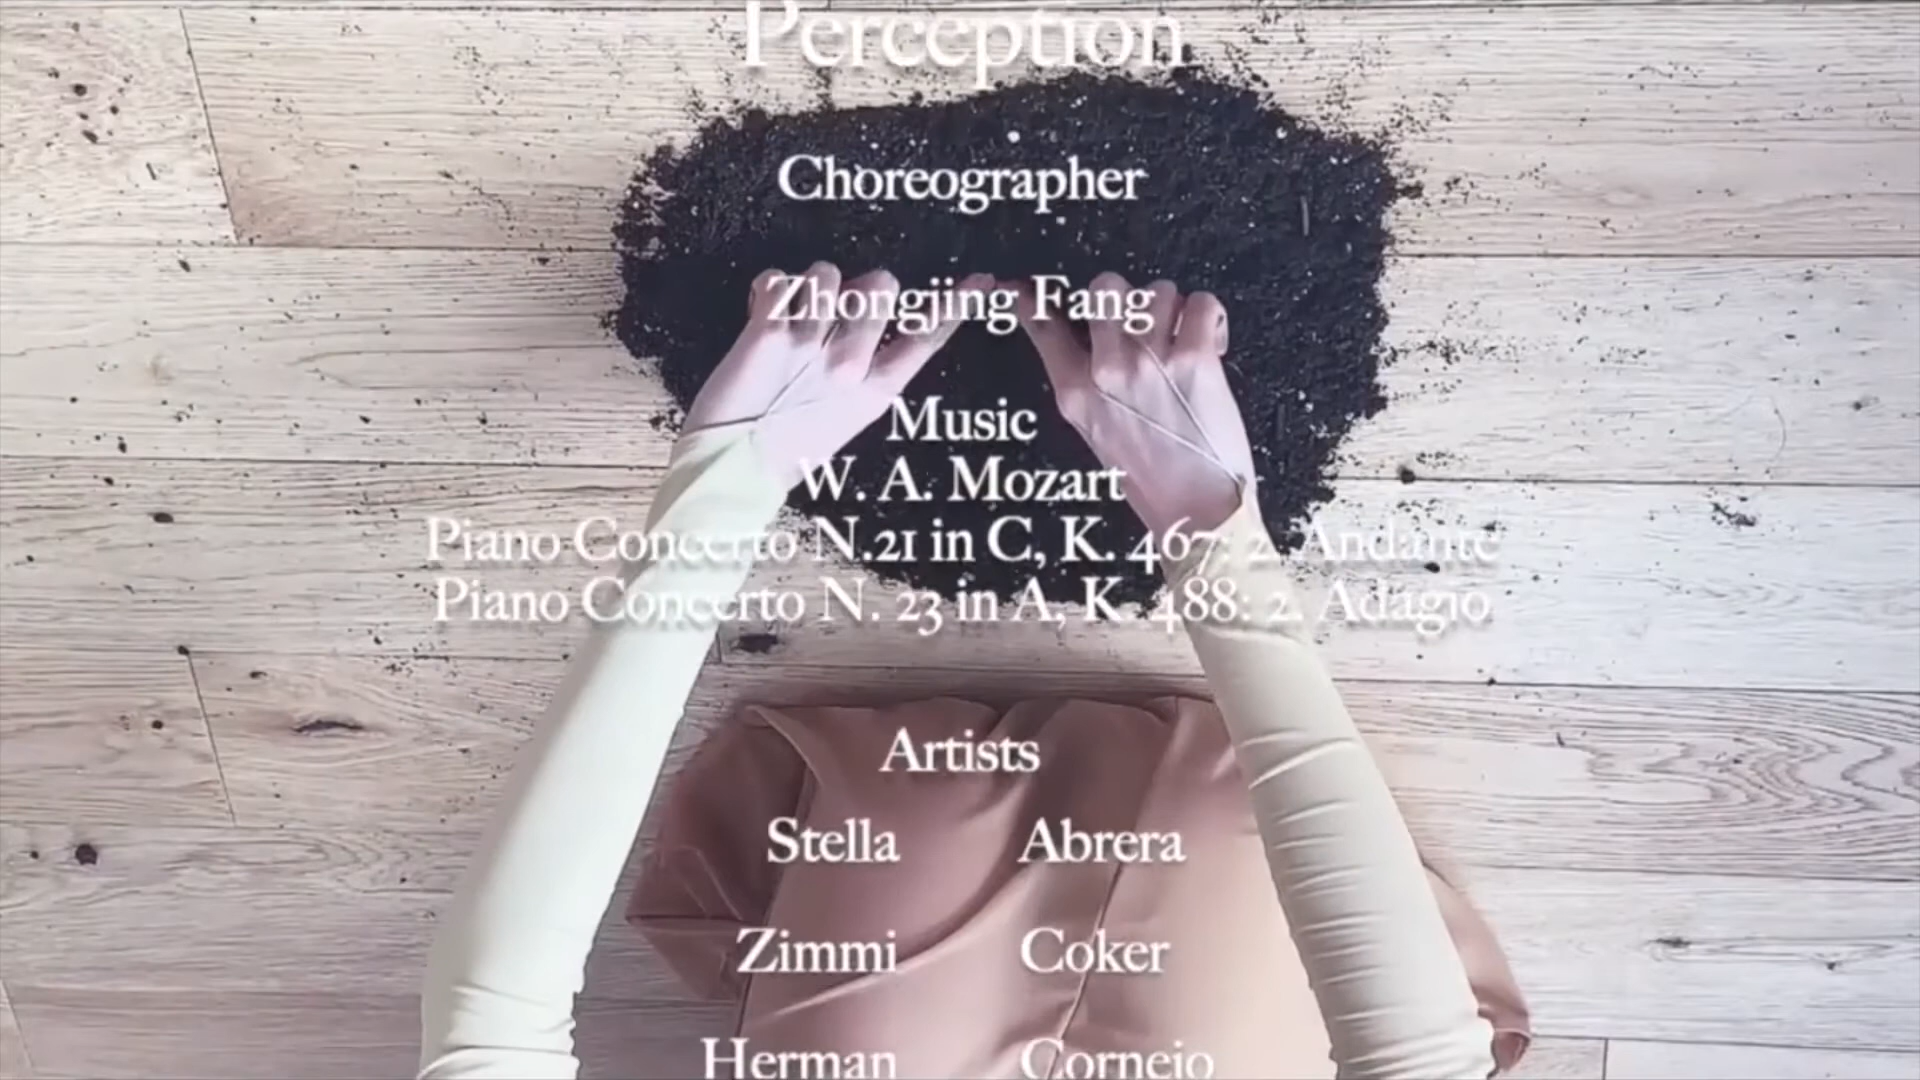 Perception
Choreographer
Zhongjing Fang
Music
W. A. Mozart
Piano Concerto N.21 in C, K. 467: 2. Andante
Piano Concerto N. 23 in A, K. 488: 2. Adagio
Artists
Stella Abrera
Zimmi Coker
Herman Cornejo